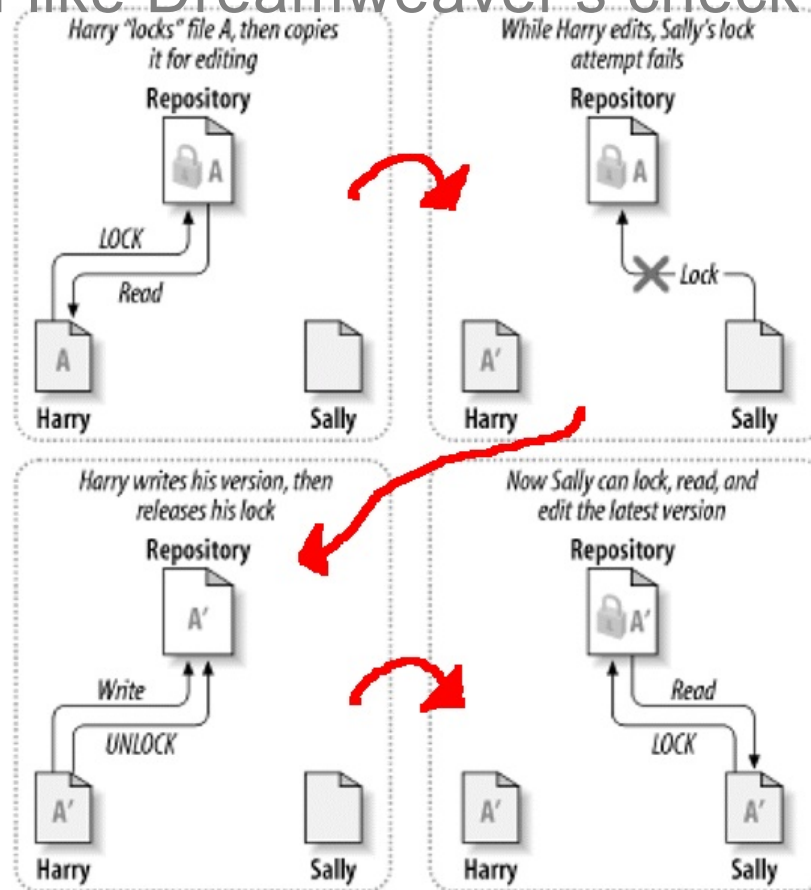 like Dreamweaver's check
Harry “locks” file A, then copies
it for editing
Repository
A
LOCK
Read
A
Harry
Sally
While Harry edits, Sally’s lock
attempt fails
Repository
A
Lock
A′
Harry
Sally
Harry writes his version, then
releases his lock
Repository
A′
Write
UNLOCK
A′
Harry
Sally
Now Sally can lock, read, and
edit the latest version
Repository
A′
Read
LOCK
A′
Harry
A′
Sally